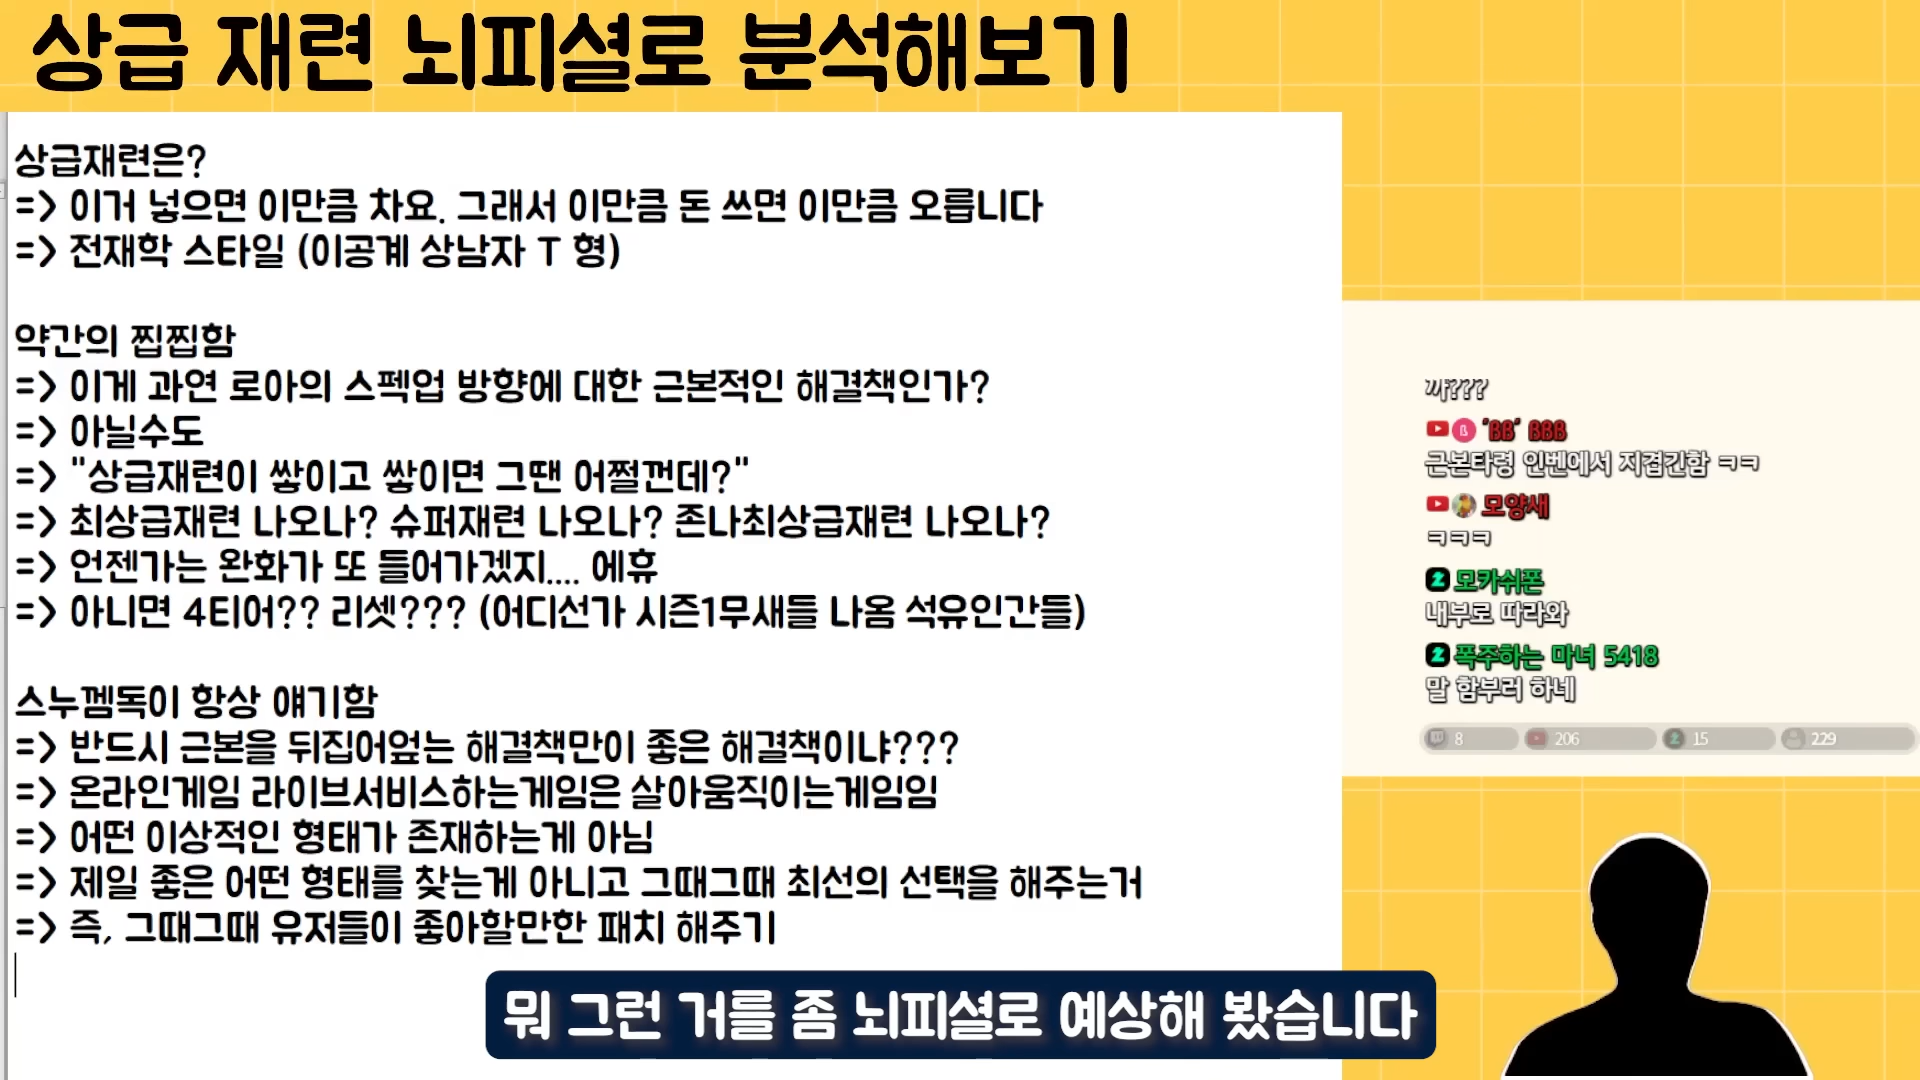 상급 재련 뇌피셜로 분석해보기
상급재련은?
=> 이거 넣으면 이만큼 차요. 그래서 이만큼 돈 쓰면 이만큼 오릅니다
=> 전재학 스타일 (이공계 상남자 T 형)
약간의 찝찝함
=> 이게 과연 로아의 스펙업 방향에 대한 근본적인 해결책인가?
=> 아닐수도
=> "상급재련이 쌓이고 쌓이면 그땐 어쩔껀데?"
=> 최상급재련 나오나? 슈퍼재련 나오나? 존나최상급재련 나오나?
=> 언젠가는 완화가 또 들어가겠지.... 에휴
=> 아니면 4티어?? 리셋??? (어디선가 시즌1무새들 나옴 석유인간들)
스누껨독이 항상 얘기함
=> 반드시 근본을 뒤집어엎는 해결책만이 좋은 해결책이냐???
=> 온라인게임 라이브서비스하는게임은 살아움직이는게임임
=> 어떤 이상적인 형태가 존재하는게 아님
=> 제일 좋은 어떤 형태를 찾는게 아니고 그때그때 최선의 선택을 해주는거
=> 즉, 그때그때 유저들이 좋아할만한 패치 해주기
까???
'BB' BBB
근본타령 인벤에서 지겹긴함 ㅋㅋ
모양새
ㅋㅋㅋ
모카쉬폰
내부로 따라와
폭주하는 마녀 5418
말 함부러 하네
8 206 15 229
뭐 그런 거를 좀 뇌피셜로 예상해 봤습니다